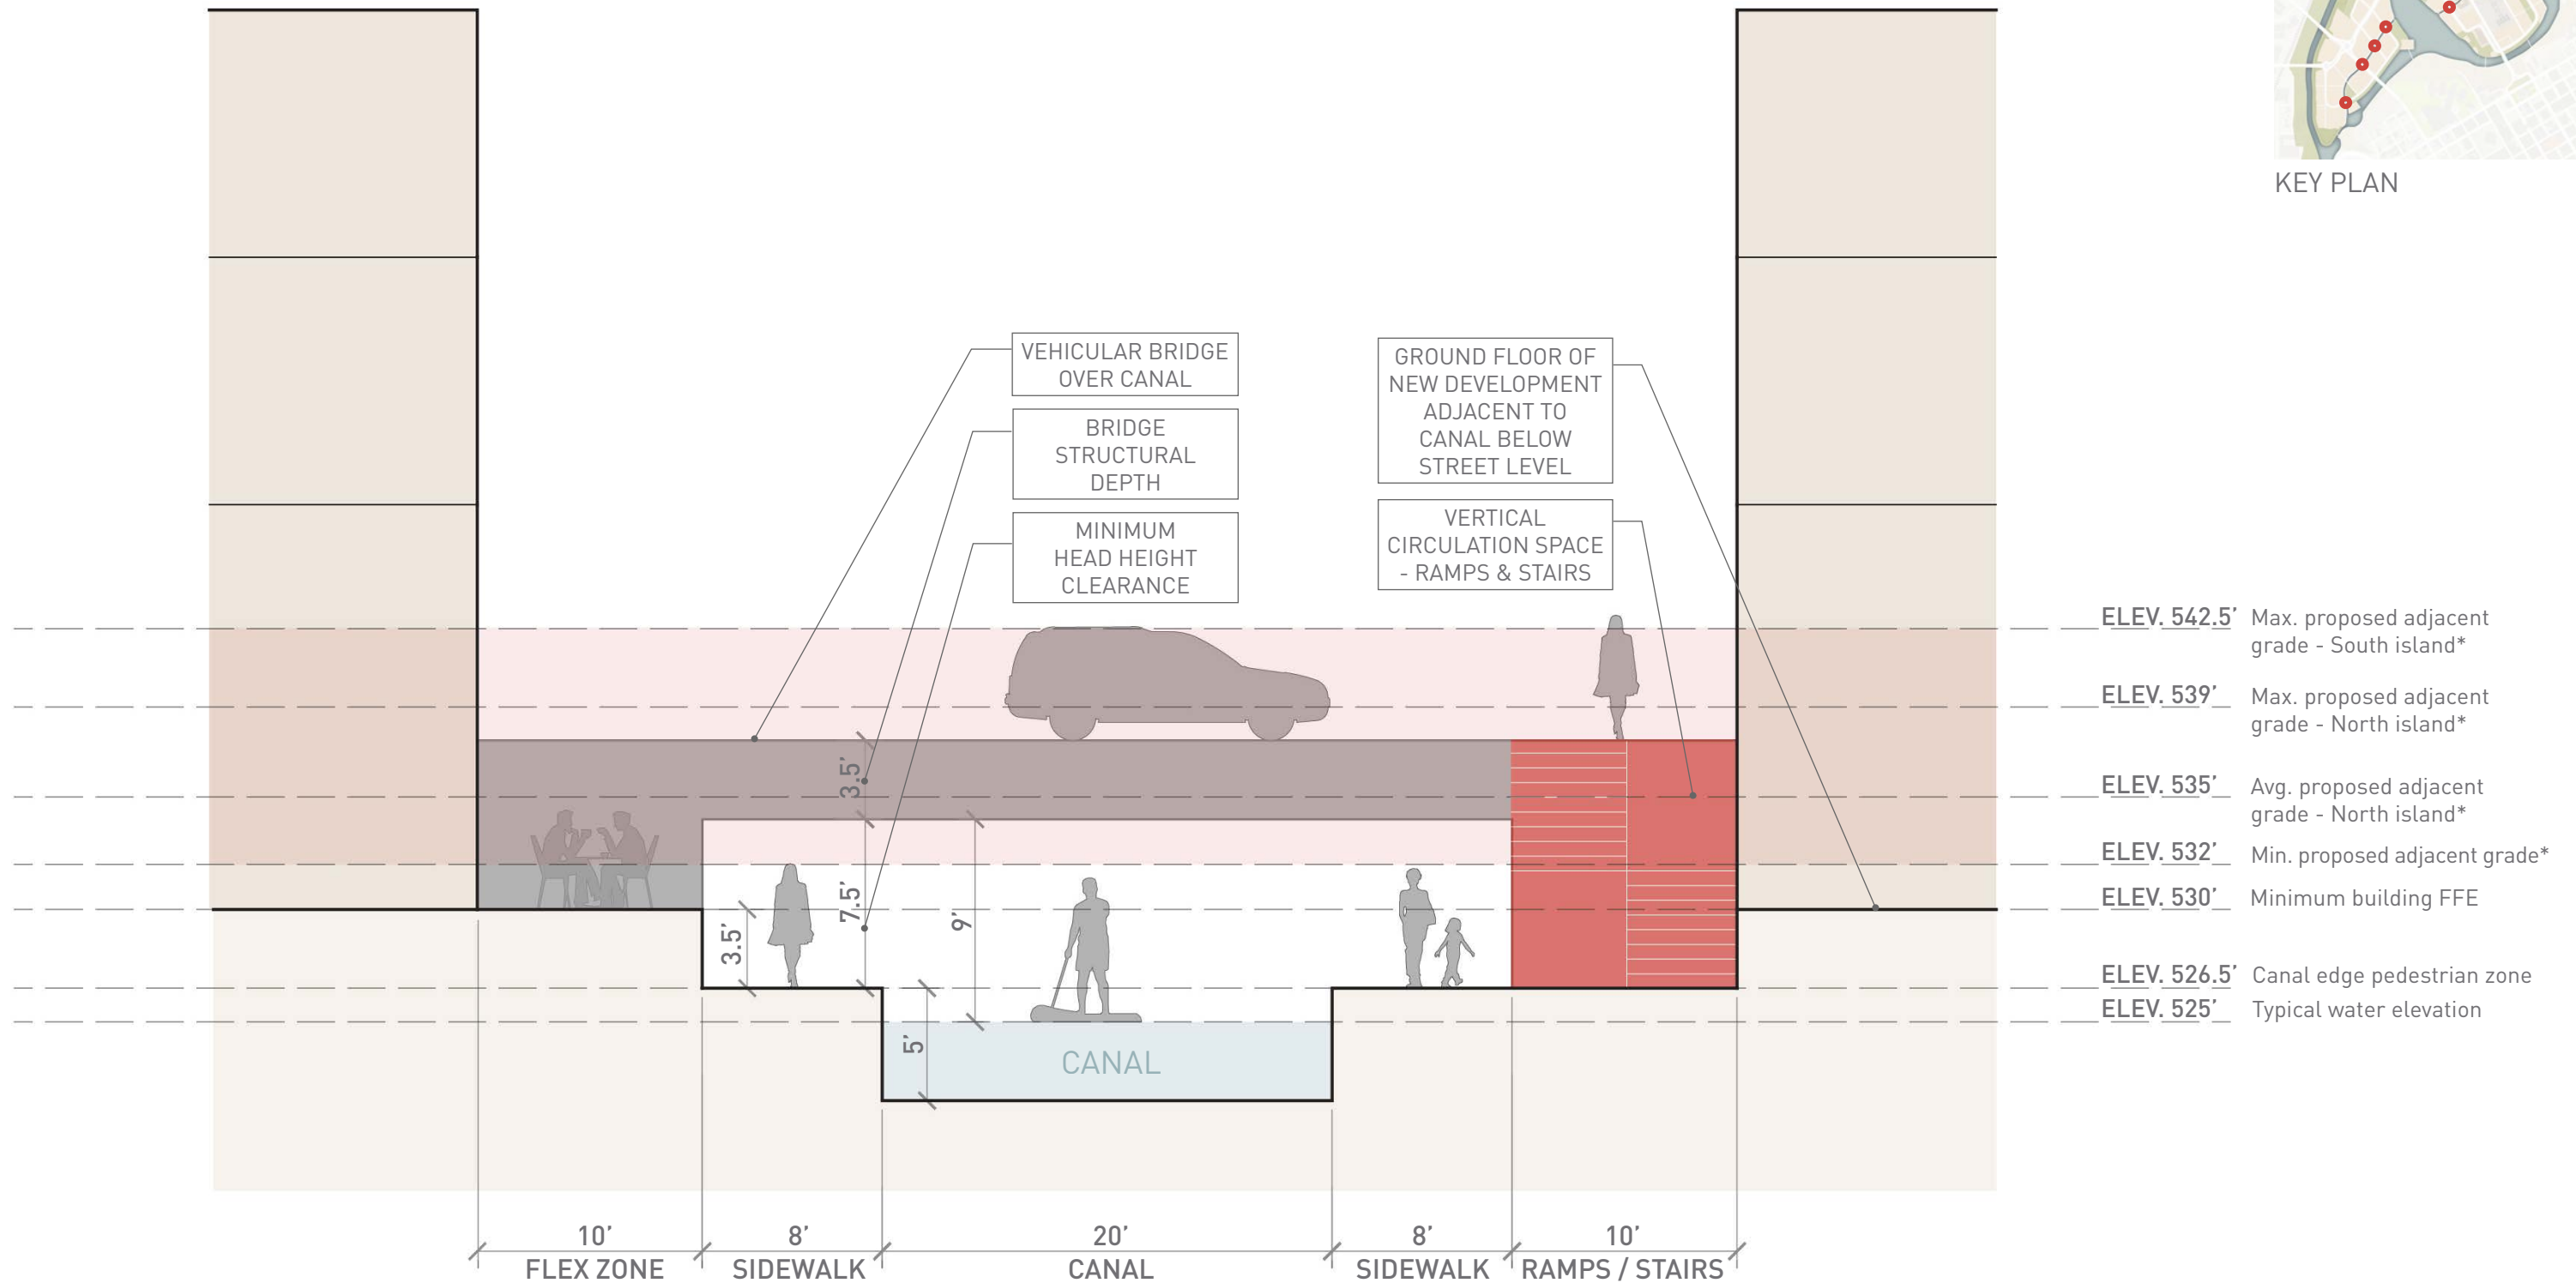 KEY PLAN
VEHICULAR BRIDGE
OVER CANAL
BRIDGE
STRUCTURAL
DEPTH
MINIMUM
HEAD HEIGHT
CLEARANCE
GROUND FLOOR OF
NEW DEVELOPMENT
ADJACENT TO
CANAL BELOW
STREET LEVEL
VERTICAL
CIRCULATION SPACE
- RAMPS & STAIRS
ELEV. 542.5’ Max. proposed adjacent
grade - South island*
ELEV. 539’ Max. proposed adjacent
grade - North island*
ELEV. 535’ Avg. proposed adjacent
grade - North island*
ELEV. 532’ Min. proposed adjacent grade*
ELEV. 530’ Minimum building FFE
ELEV. 526.5’ Canal edge pedestrian zone
ELEV. 525’ Typical water elevation
3.5’
7.5’
3.5’
9’
5’
CANAL
10’
FLEX ZONE
8’
SIDEWALK
20’
CANAL
8’
SIDEWALK
10’
RAMPS / STAIRS